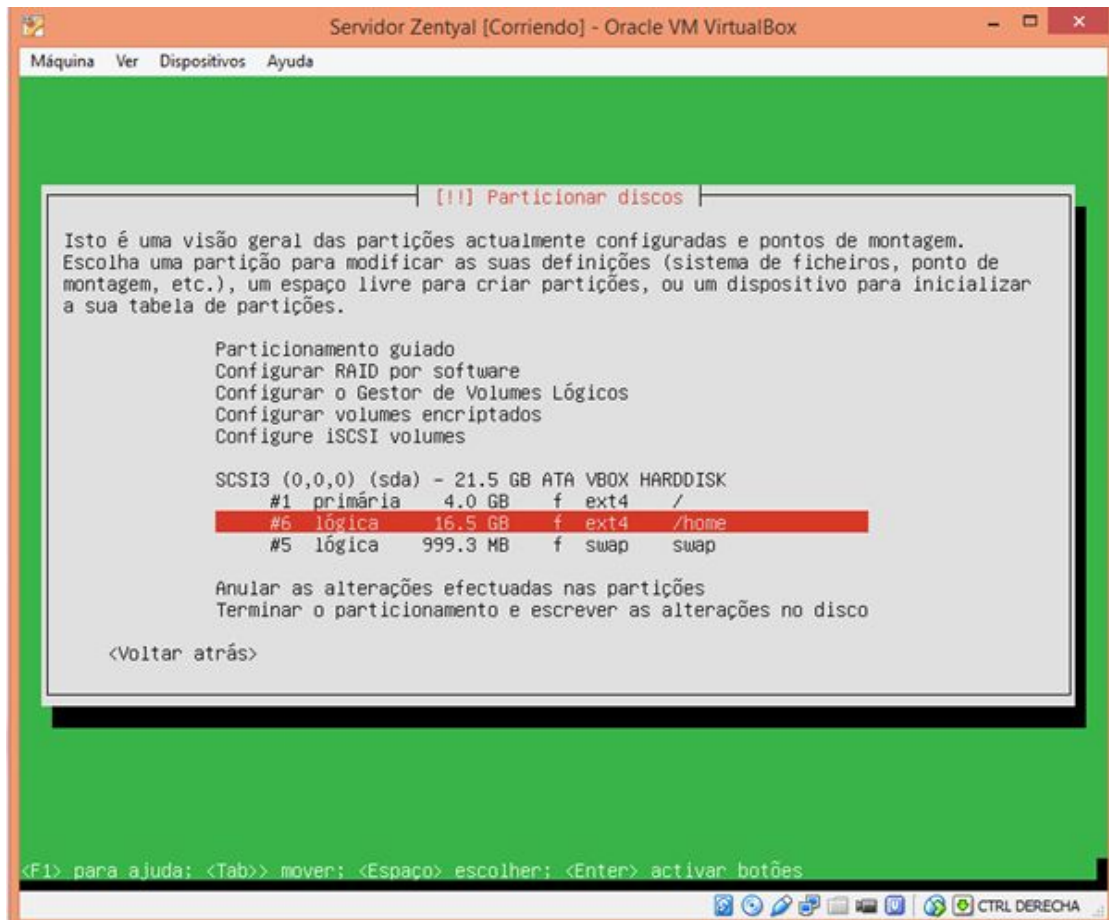 Servidor Zentyal [Corriendo] - Oracle VM VirtualBox
Máquina Ver Dispositivos Ayuda
[!!] Particionar discos
Isto é uma visão geral das partições actualmente configuradas e pontos de montagem.
Escolha uma partição para modificar as suas definições (sistema de ficheiros, ponto de
montagem, etc.), um espaço livre para criar partições, ou um dispositivo para inicializar
a sua tabela de partições.
Particionamento guiado
Configurar RAID por software
Configurar o Gestor de Volumes Lógicos
Configurar volumes encriptados
Configure iSCSI volumes
SCSI3 (0,0,0) (sda) - 21.5 GB ATA VBOX HARDDISK
#1 primária 4.0 GB f ext4 /
#6 lógica 16.5 GB f ext4 /home
#5 lógica 999.3 MB f swap swap
Anular as alterações efectuadas nas partições
Terminar o particionamento e escrever as alterações no disco
<Voltar atrás>
<F1> para ajuda; <Tab>> mover; <Espaço> escolher; <Enter> activar botões
CTRL DERECHA